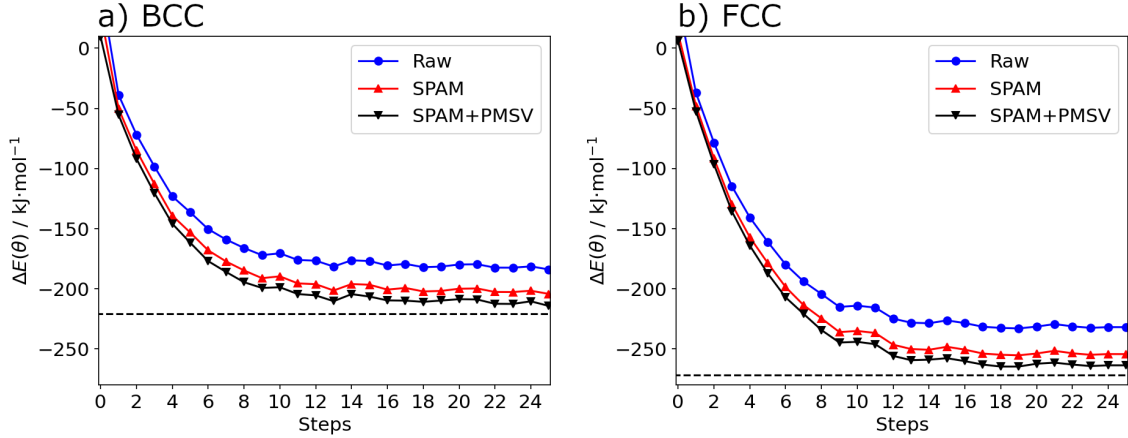 a) BCC
0
−50
−100
−150
−200
−250
ΔE(θ) / kJ·mol⁻¹
Raw
SPAM
SPAM+PMSV
0 2 4 6 8 10 12 14 16 18 20 22 24
Steps
b) FCC
0
−50
−100
−150
−200
−250
ΔE(θ) / kJ·mol⁻¹
Raw
SPAM
SPAM+PMSV
0 2 4 6 8 10 12 14 16 18 20 22 24
Steps